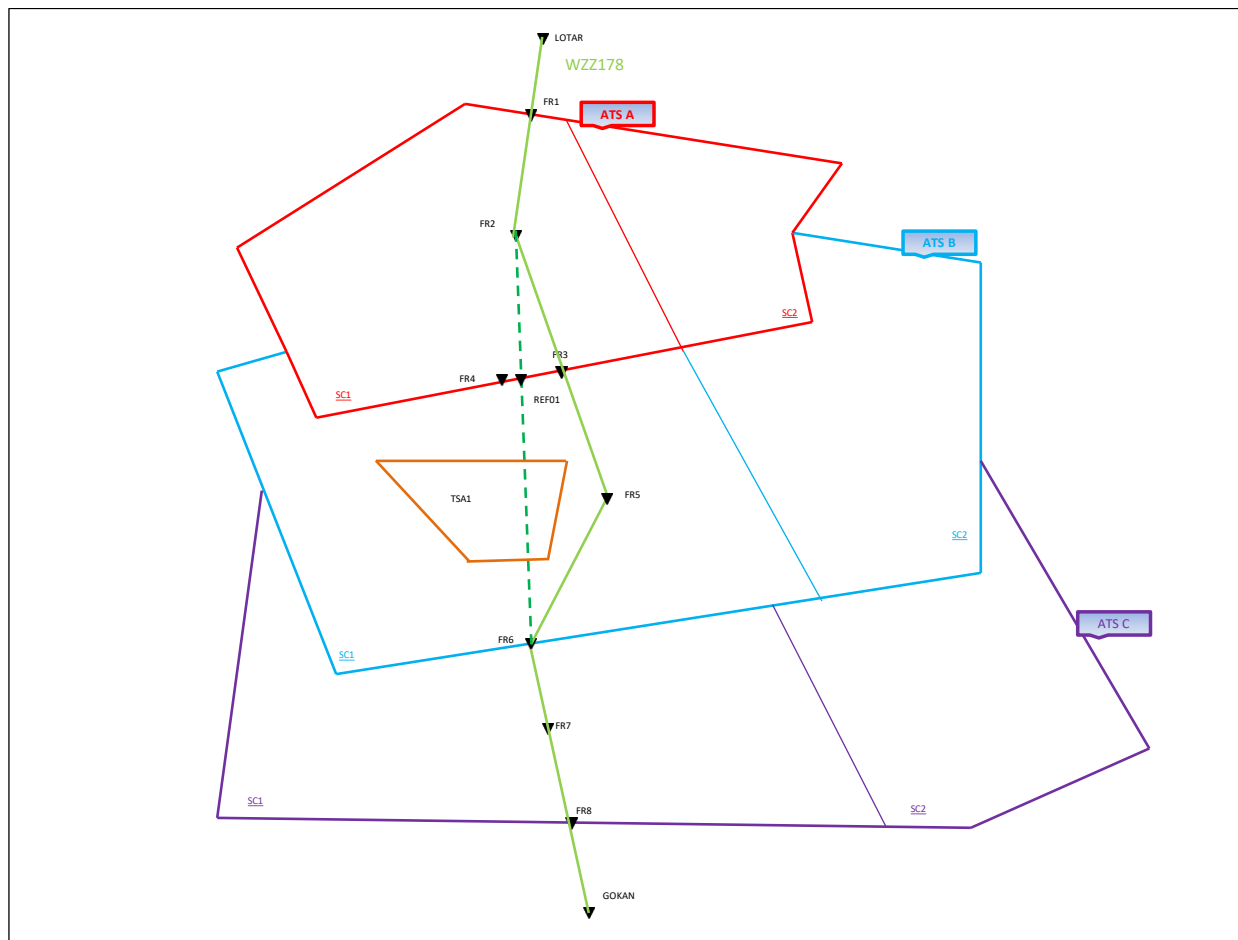 LOTAR
WZZ178
FR1
ATS A
FR2
ATS B
SC2
FR3
FR4
SC1
REF01
TSA1
FR5
SC2
FR6
SC1
ATS C
FR7
SC1
FR8
SC2
GOKAN